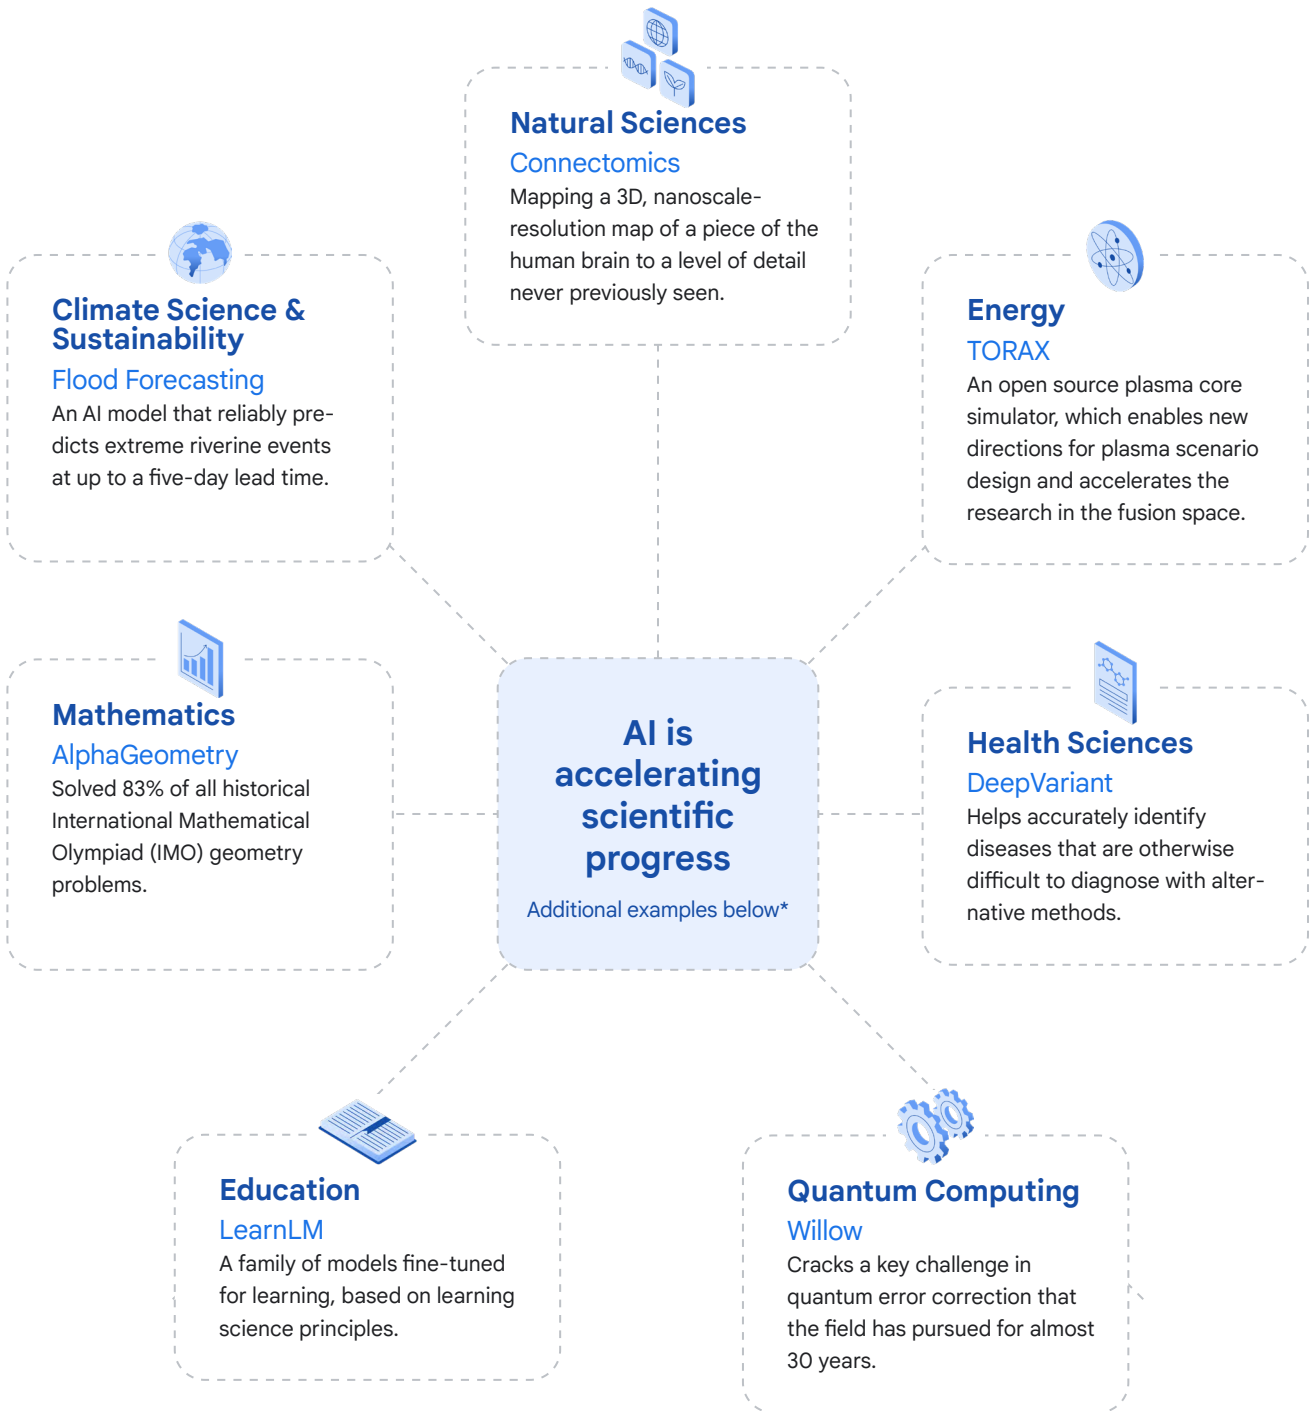 Natural Sciences
Connectomics
Mapping a 3D, nanoscale-
resolution map of a piece of the
human brain to a level of detail
never previously seen.
Climate Science &
Sustainability
Flood Forecasting
An AI model that reliably pre-
dicts extreme riverine events
at up to a five-day lead time.
Energy
TORAX
An open source plasma core
simulator, which enables new
directions for plasma scenario
design and accelerates the
research in the fusion space.
Mathematics
AlphaGeometry
Solved 83% of all historical
International Mathematical
Olympiad (IMO) geometry
problems.
AI is
accelerating
scientific
progress
Additional examples below*
Health Sciences
DeepVariant
Helps accurately identify
diseases that are otherwise
difficult to diagnose with alter-
native methods.
Education
LearnLM
A family of models fine-tuned
for learning, based on learning
science principles.
Quantum Computing
Willow
Cracks a key challenge in
quantum error correction that
the field has pursued for almost
30 years.